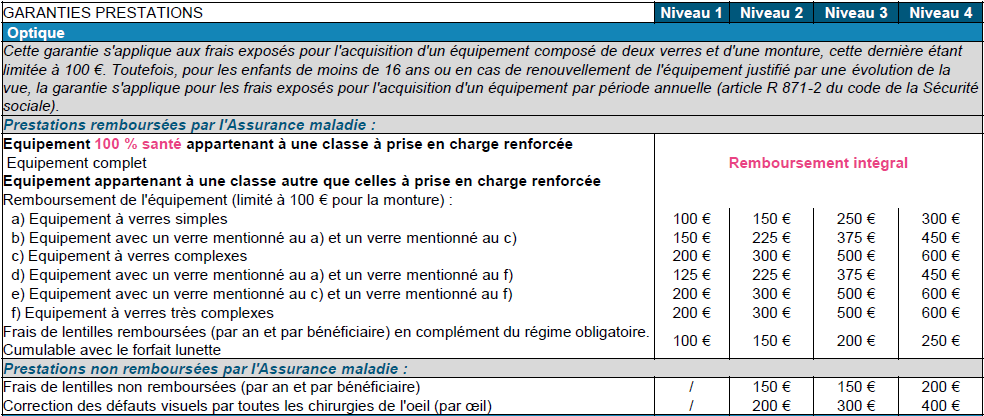 GARANTIES PRESTATIONS Niveau 1 Niveau 2 Niveau 3 Niveau 4
Optique
Cette garantie s'applique aux frais exposés pour l'acquisition d'un équipement composé de deux verres et d'une monture, cette dernière étant
limitée à 100 €. Toutefois, pour les enfants de moins de 16 ans ou en cas de renouvellement de l'équipement justifié par une évolution de la
vue, la garantie s'applique pour les frais exposés pour l'acquisition d'un équipement par période annuelle (article R 871-2 du code de la Sécurité
sociale).
Prestations remboursées par l'Assurance maladie :
Equipement 100 % santé appartenant à une classe à prise en charge renforcée
Equipement complet Remboursement intégral
Equipement appartenant à une classe autre que celles à prise en charge renforcée
Remboursement de l'équipement (limité à 100 € pour la monture) :
a) Equipement à verres simples 100 € 150 € 250 € 300 €
b) Equipement avec un verre mentionné au a) et un verre mentionné au c) 150 € 225 € 375 € 450 €
c) Equipement à verres complexes 200 € 300 € 500 € 600 €
d) Equipement avec un verre mentionné au a) et un verre mentionné au f) 125 € 225 € 375 € 450 €
e) Equipement avec un verre mentionné au c) et un verre mentionné au f) 200 € 300 € 500 € 600 €
f) Equipement à verres très complexes 200 € 300 € 500 € 600 €
Frais de lentilles remboursées (par an et par bénéficiaire) en complément du régime obligatoire.
Cumulable avec le forfait lunette 100 € 150 € 200 € 250 €
Prestations non remboursées par l'Assurance maladie :
Frais de lentilles non remboursées (par an et par bénéficiaire) / 150 € 150 € 200 €
Correction des défauts visuels par toutes les chirurgies de l'oeil (par œil) / 200 € 300 € 400 €